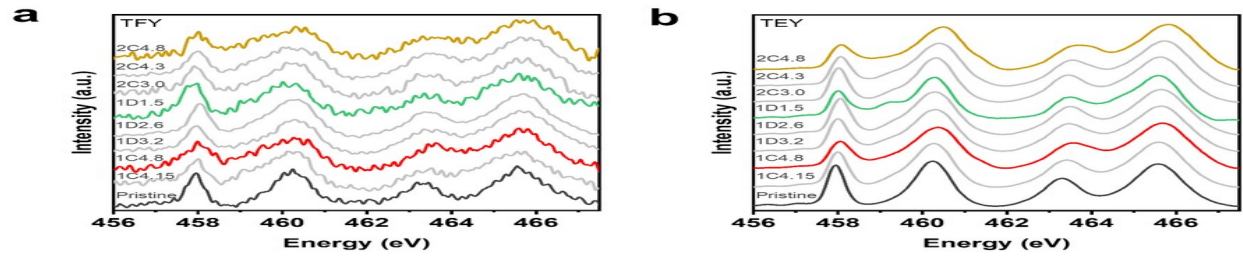 a
TFY
2C4.8
2C4.3
2C3.0
1D1.5
1D2.6
1D3.2
1C4.8
1C4.15
Pristine
Intensity (a.u.)
456 458 460 462 464 466
Energy (eV)
b
TEY
2C4.8
2C4.3
2C3.0
1D1.5
1D2.6
1D3.2
1C4.8
1C4.15
Pristine
Intensity (a.u.)
456 458 460 462 464 466
Energy (eV)